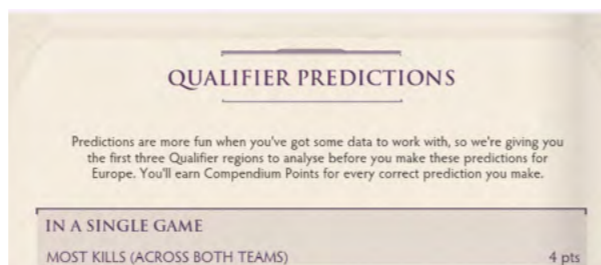 QUALIFIER PREDICTIONS
Predictions are more fun when you've got some data to work with, so we're giving you
the first three Qualifier regions to analyse before you make these predictions for
Europe. You'll earn Compendium Points for every correct prediction you make.
IN A SINGLE GAME
MOST KILLS (ACROSS BOTH TEAMS) 4 pts